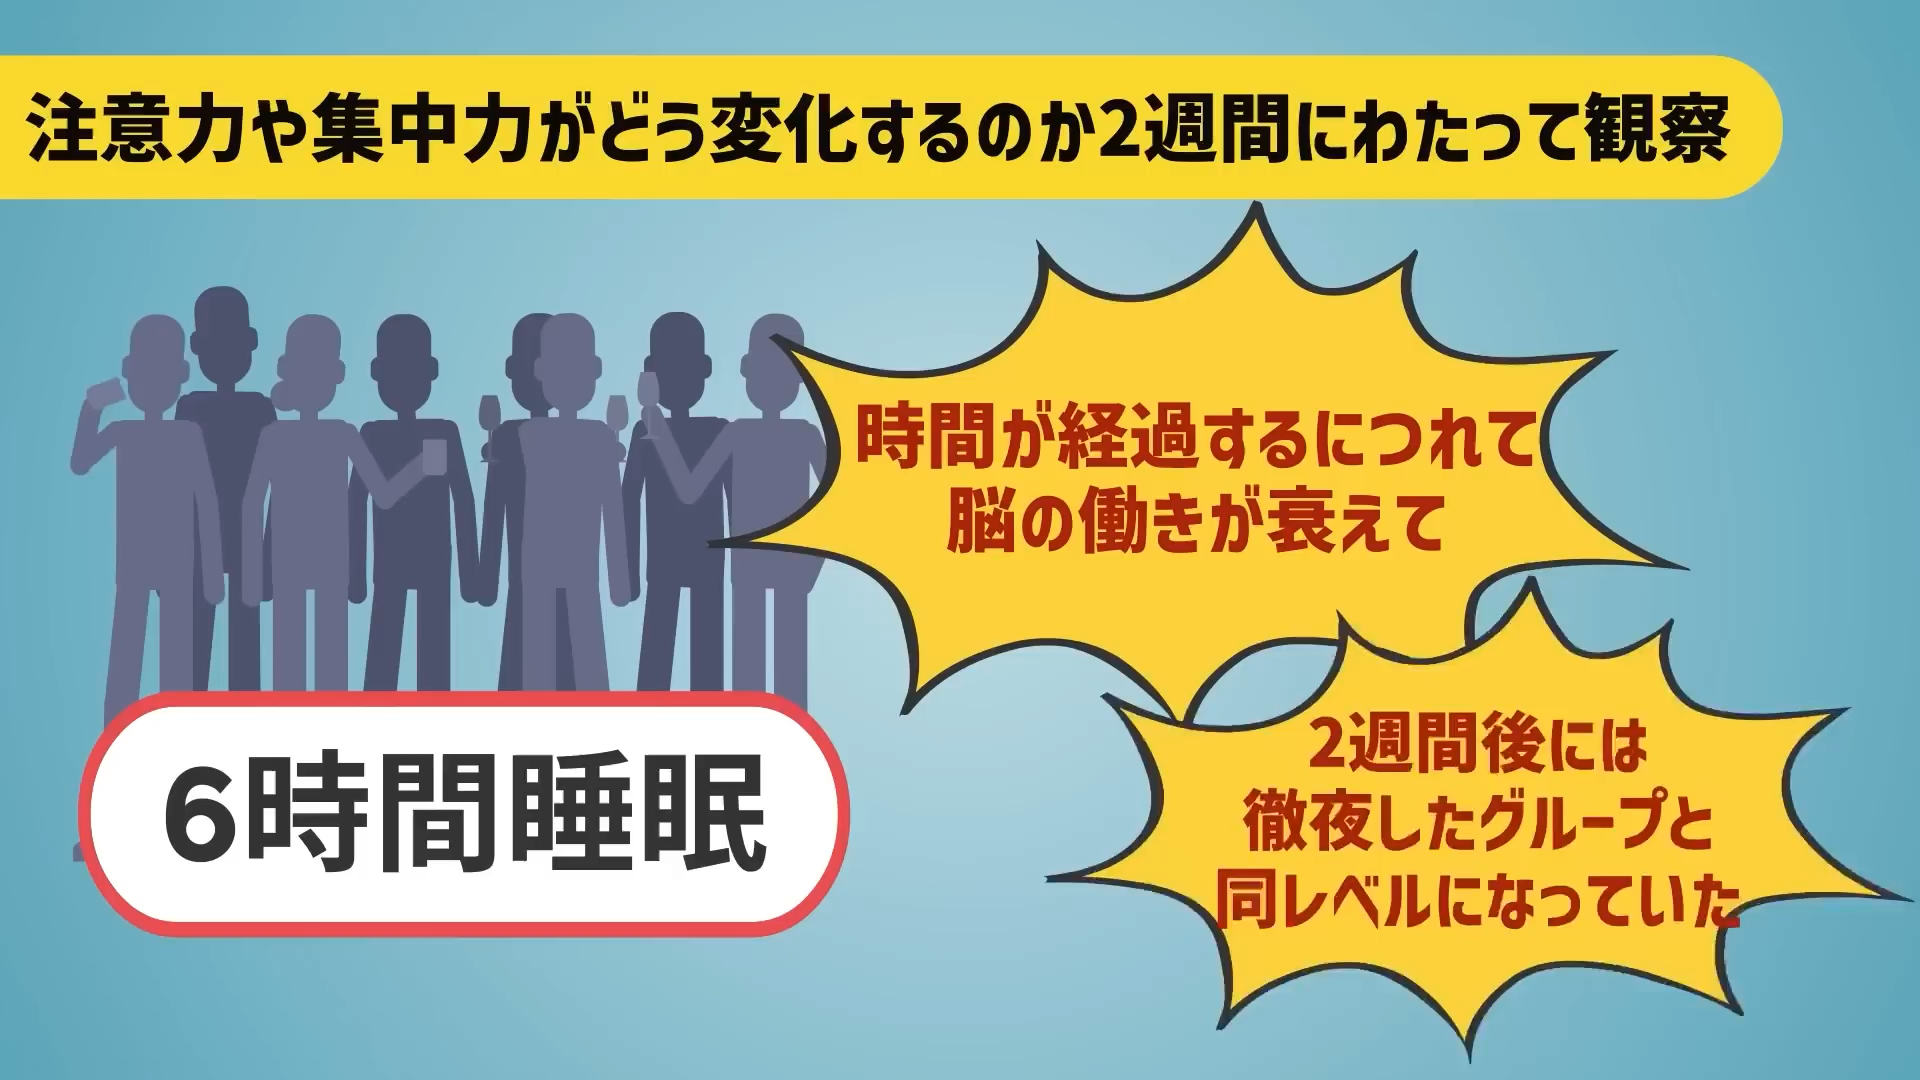 注意力や集中力がどう変化するのか2週間にわたって観察
時間が経過するにつれて
脳の働きが衰えて
2週間後には
徹夜したグループと
同レベルになっていた
6時間睡眠